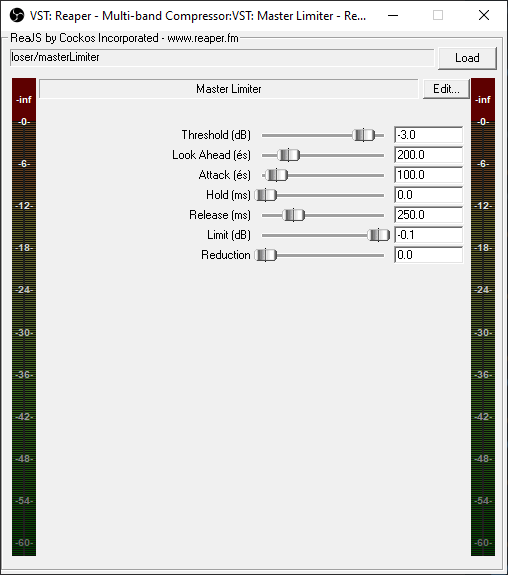 VST: Reaper - Multi-band Compressor:VST: Master Limiter - Re...
ReaJS by Cockos Incorporated - www.reaper.fm
loser/masterLimiter
Load
Master Limiter
Edit...
-inf
-inf
-0-
-0-
Threshold (dB)
-3.0
Look Ahead (és)
200.0
-6-
-6-
Attack (és)
100.0
Hold (ms)
0.0
-12-
-12-
Release (ms)
250.0
Limit (dB)
-0.1
-18-
-18-
Reduction
0.0
-24-
-24-
-30-
-30-
-36-
-36-
-42-
-42-
-48-
-48-
-54-
-54-
-60-
-60-